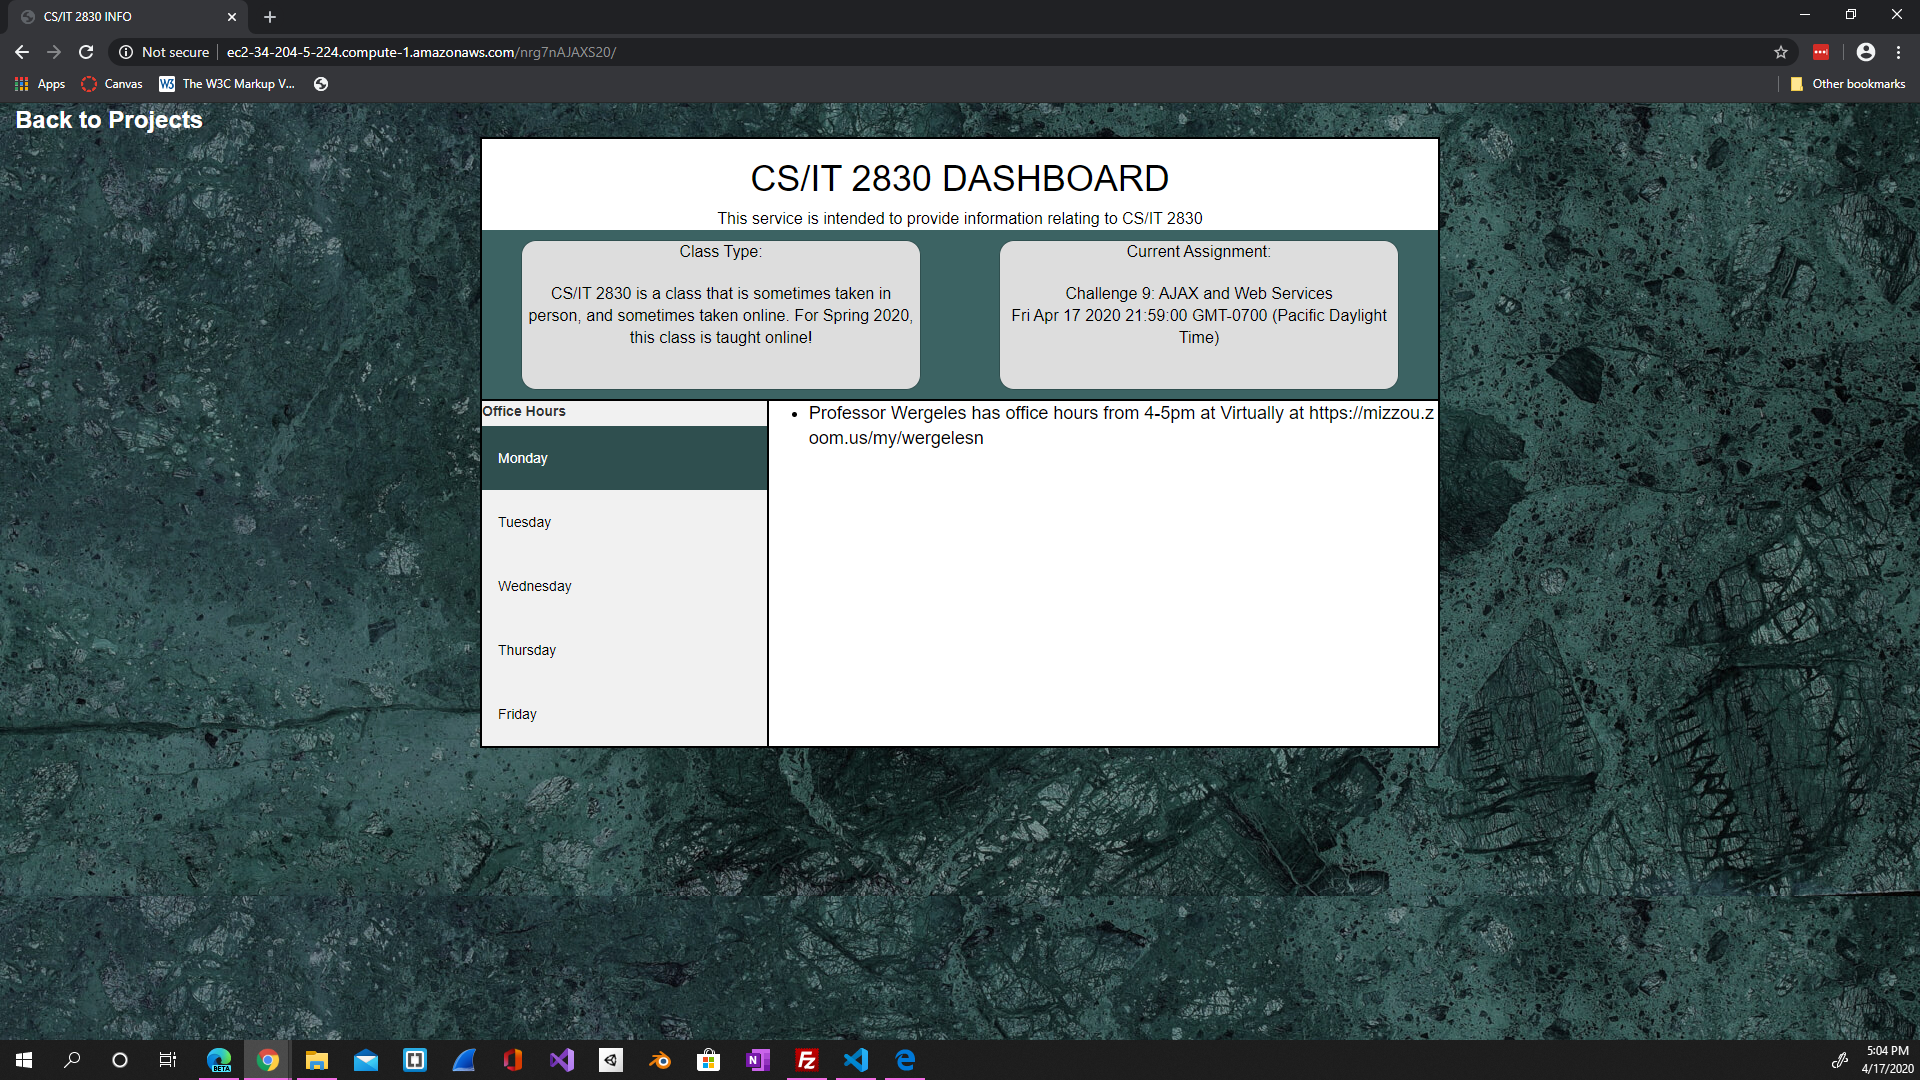 CS/IT 2830 INFO
Not secure
ec2-34-204-5-224.compute-1.amazonaws.com/nrg7nAJAXS20/
Apps
Canvas
W3
The W3C Markup V...
Other bookmarks
Back to Projects
CS/IT 2830 DASHBOARD
This service is intended to provide information relating to CS/IT 2830
Class Type:
CS/IT 2830 is a class that is sometimes taken in
person, and sometimes taken online. For Spring 2020,
this class is taught online!
Current Assignment:
Challenge 9: AJAX and Web Services
Fri Apr 17 2020 21:59:00 GMT-0700 (Pacific Daylight
Time)
Office Hours
Monday
Tuesday
Wednesday
Thursday
Friday
Professor Wergeles has office hours from 4-5pm at Virtually at https://mizzou.z
oom.us/my/wergelesn
BETA
N
Fz
5:04 PM
4/17/2020